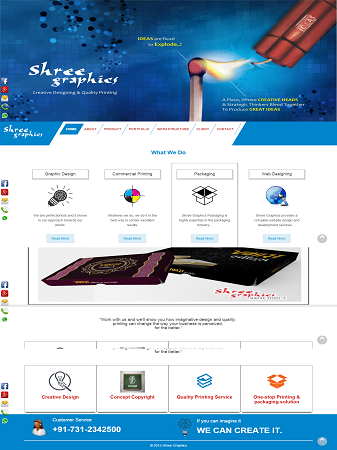 IDEAS are Read
to Explode..!
Shree
graphics
Creative Designing & Quality Printing
A Place, Where CREATIVE HEADS
& Strategic Thinkers Blend Together
To Produce GREAT IDEAS
Shree
graphics
HOME ABOUT PRODUCT PORTFOLIO INFRASTRUCTURE CLIENT CONTACT
What We Do
Graphic Design Commercial Printing Packaging Web Designing
We are perfectionists and it shows
in our approach towards our
clients.
Whatever we do, we do it in the
best way to render excellent
results.
Shree Graphics Packaging is
highly expertise in the packaging
industry.
Shree Graphics provides a
complete website design and
development services.
Read More Read More Read More Read More
Shree
graphics
"Work with us and we'll show you how imaginative design and quality
printing can change the way your business is perceived.
for the better."
for the better."
Creative Design Concept Copyright Quality Printing Service One-stop Printing &
packaging solution
Customer Service
+91-731-2342500
If you can imagine it
WE CAN CREATE IT.
© 2015 Shree Graphics